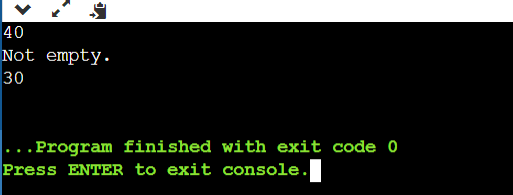 40
Not empty.
30
...Program finished with exit code 0
Press ENTER to exit console.